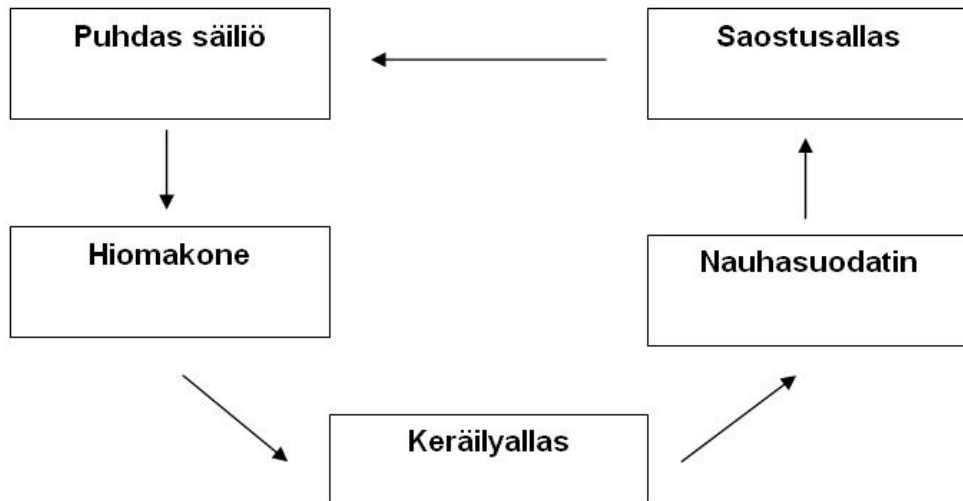 Puhdas säiliö
Saostusallas
Hiomakone
Nauhasuodatin
Keräilyallas